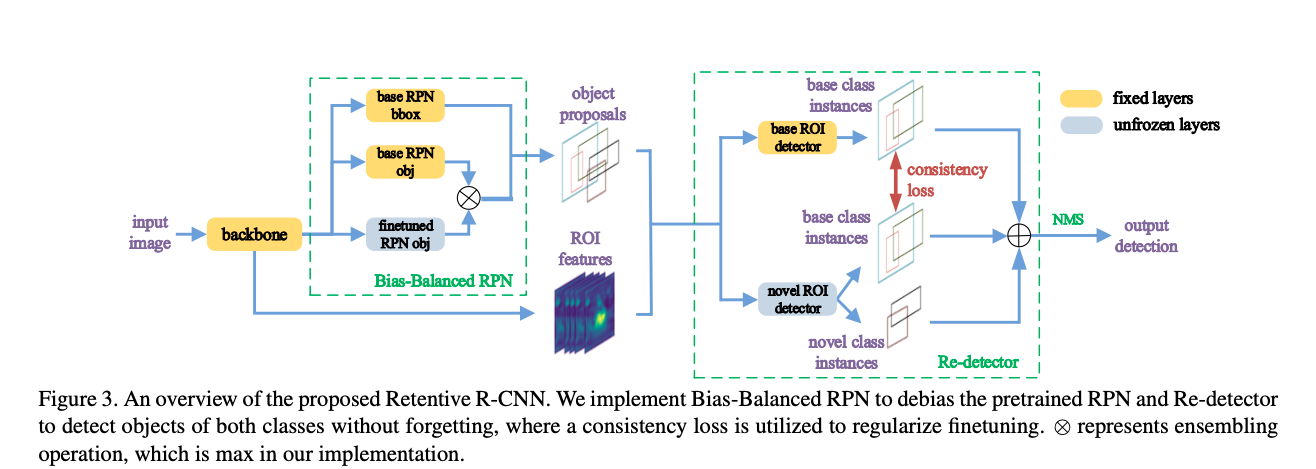 input
image
backbone
base RPN
bbox
base RPN
obj
finetuned
RPN obj
Bias-Balanced RPN
object
proposals
ROI
features
base ROI
detector
novel ROI
detector
base class
instances
consistency
loss
base class
instances
novel class
instances
Re-detector
NMS
output
detection
fixed layers
unfrozen layers
Figure 3. An overview of the proposed Retentive R-CNN. We implement Bias-Balanced RPN to debias the pretrained RPN and Re-detector
to detect objects of both classes without forgetting, where a consistency loss is utilized to regularize finetuning. ⊗ represents ensembling
operation, which is max in our implementation.